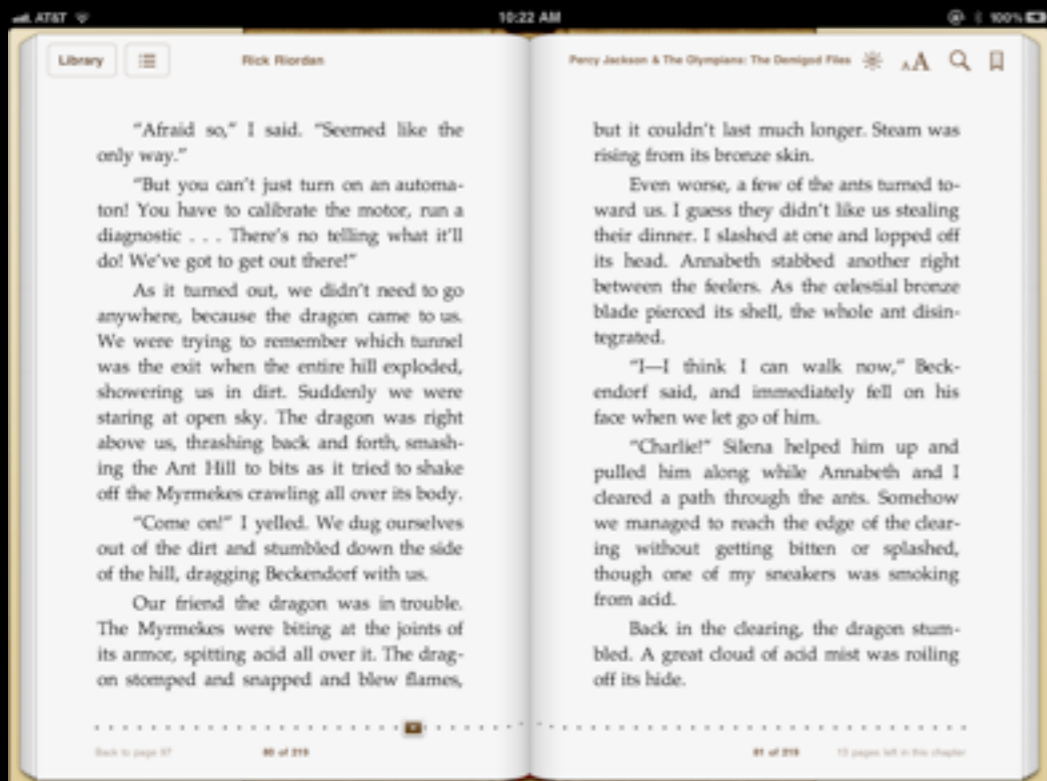 AT&T
10:22 AM
100%
Library
Rick Riordan
Percy Jackson & The Olympians: The Demigod Files
AA
"Afraid so," I said. "Seemed like the
only way."
"But you can't just turn on an automa-
ton! You have to calibrate the motor, run a
diagnostic . . . There's no telling what it'll
do! We've got to get out there!"
As it turned out, we didn't need to go
anywhere, because the dragon came to us.
We were trying to remember which tunnel
was the exit when the entire hill exploded,
showering us in dirt. Suddenly we were
staring at open sky. The dragon was right
above us, thrashing back and forth, smash-
ing the Ant Hill to bits as it tried to shake
off the Myrmekes crawling all over its body.
"Come on!" I yelled. We dug ourselves
out of the dirt and stumbled down the side
of the hill, dragging Beckendorf with us.
Our friend the dragon was in trouble.
The Myrmekes were biting at the joints of
its armor, spitting acid all over it. The drag-
on stomped and snapped and blew flames,
Back to page 97
of 219
but it couldn't last much longer. Steam was
rising from its bronze skin.
Even worse, a few of the ants turned to-
ward us. I guess they didn't like us stealing
their dinner. I slashed at one and lopped off
its head. Annabeth stabbed another right
between the feelers. As the celestial bronze
blade pierced its shell, the whole ant disin-
tegrated.
"I—I think I can walk now," Beck-
endorf said, and immediately fell on his
face when we let go of him.
"Charlie!" Silena helped him up and
pulled him along while Annabeth and I
cleared a path through the ants. Somehow
we managed to reach the edge of the clear-
ing without getting bitten or splashed,
though one of my sneakers was smoking
from acid.
Back in the clearing, the dragon stum-
bled. A great cloud of acid mist was roiling
off its hide.
81 of 219
13 pages left in this chapter